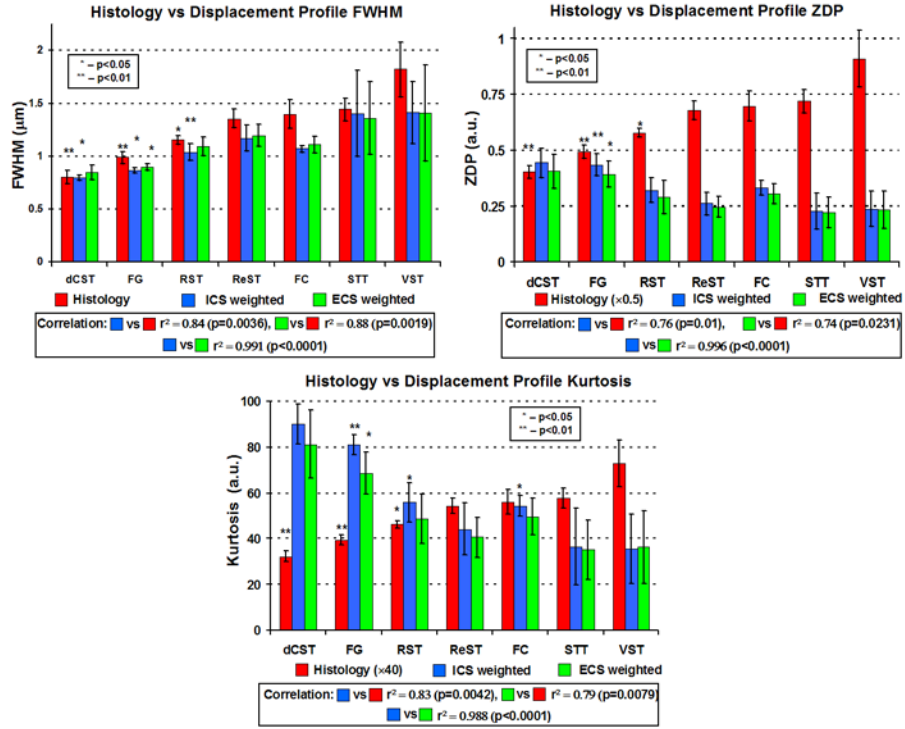 Histology vs Displacement Profile FWHM
* – p<0.05
** – p<0.01
FWHM (µm)
2
1.5
1
0.5
0
** * ** * * * **
dCST FG RST ReST FC STT VST
Histology ICS weighted ECS weighted
Correlation: vs r² = 0.84 (p=0.0036), vs r² = 0.88 (p=0.0019)
vs r² = 0.991 (p<0.0001)
Histology vs Displacement Profile ZDP
* – p<0.05
** – p<0.01
ZDP (a.u.)
1
0.75
0.5
0.25
0
** ** ** * *
dCST FG RST ReST FC STT VST
Histology (×0.5) ICS weighted ECS weighted
Correlation: vs r² = 0.76 (p=0.01), vs r² = 0.74 (p=0.0231)
vs r² = 0.996 (p<0.0001)
Histology vs Displacement Profile Kurtosis
* – p<0.05
** – p<0.01
Kurtosis (a.u.)
100
80
60
40
20
0
** ** ** * * * *
dCST FG RST ReST FC STT VST
Histology (×40) ICS weighted ECS weighted
Correlation: vs r² = 0.83 (p=0.0042), vs r² = 0.79 (p=0.0079)
vs r² = 0.988 (p<0.0001)